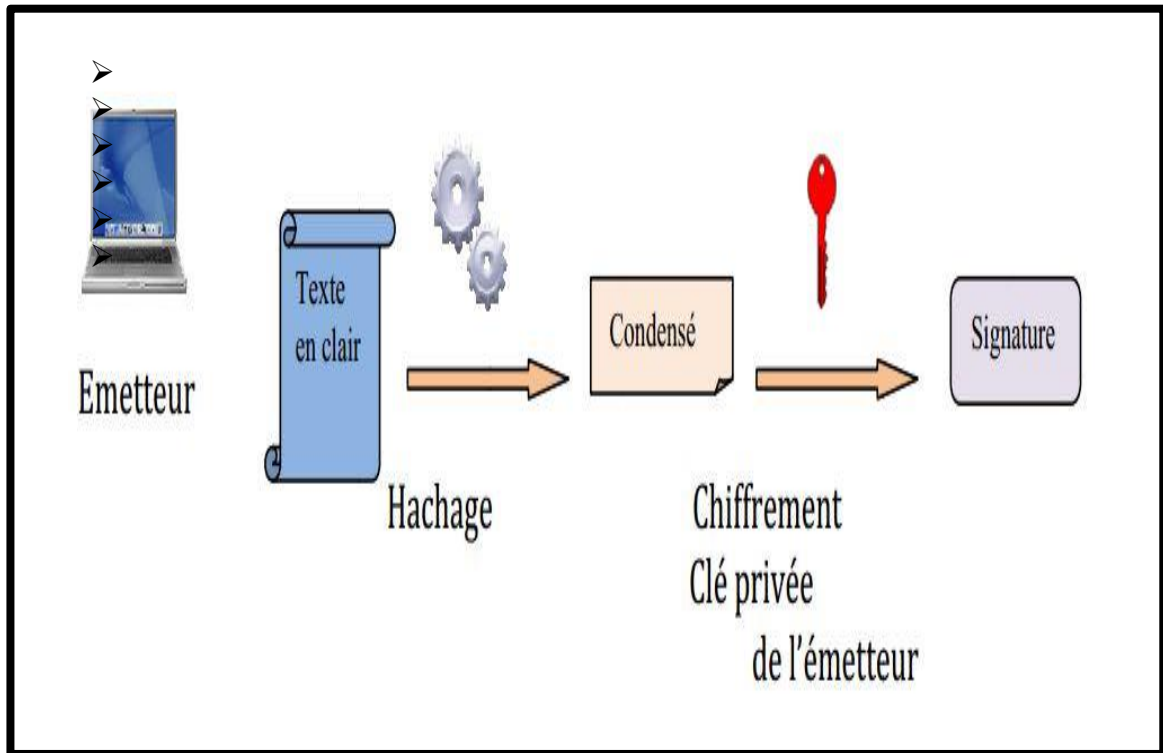 Emetteur
Texte
en clair
Hachage
Condensé
Chiffrement
Clé privée
de l'émetteur
Signature